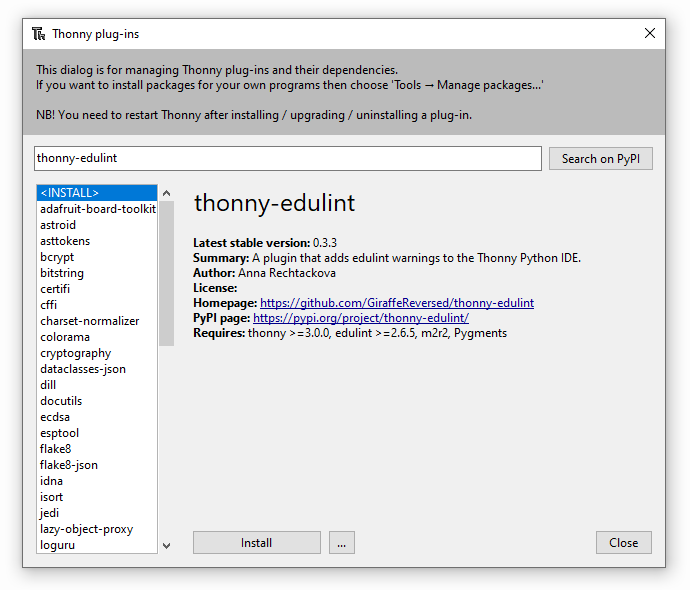 Thonny plug-ins
This dialog is for managing Thonny plug-ins and their dependencies.
If you want to install packages for your own programs then choose 'Tools → Manage packages...'
NB! You need to restart Thonny after installing / upgrading / uninstalling a plug-in.
thonny-edulint
Search on PyPI
<INSTALL>
adafruit-board-toolkit
astroid
asttokens
bcrypt
bitstring
certifi
cffi
charset-normalizer
colorama
cryptography
dataclasses-json
dill
docutils
ecdsa
esptool
flake8
flake8-json
idna
isort
jedi
lazy-object-proxy
loguru
thonny-edulint
Latest stable version: 0.3.3
Summary: A plugin that adds edulint warnings to the Thonny Python IDE.
Author: Anna Rechtackova
License:
Homepage: https://github.com/GiraffeReversed/thonny-edulint
PyPI page: https://pypi.org/project/thonny-edulint/
Requires: thonny >=3.0.0, edulint >=2.6.5, m2r2, Pygments
Install
...
Close